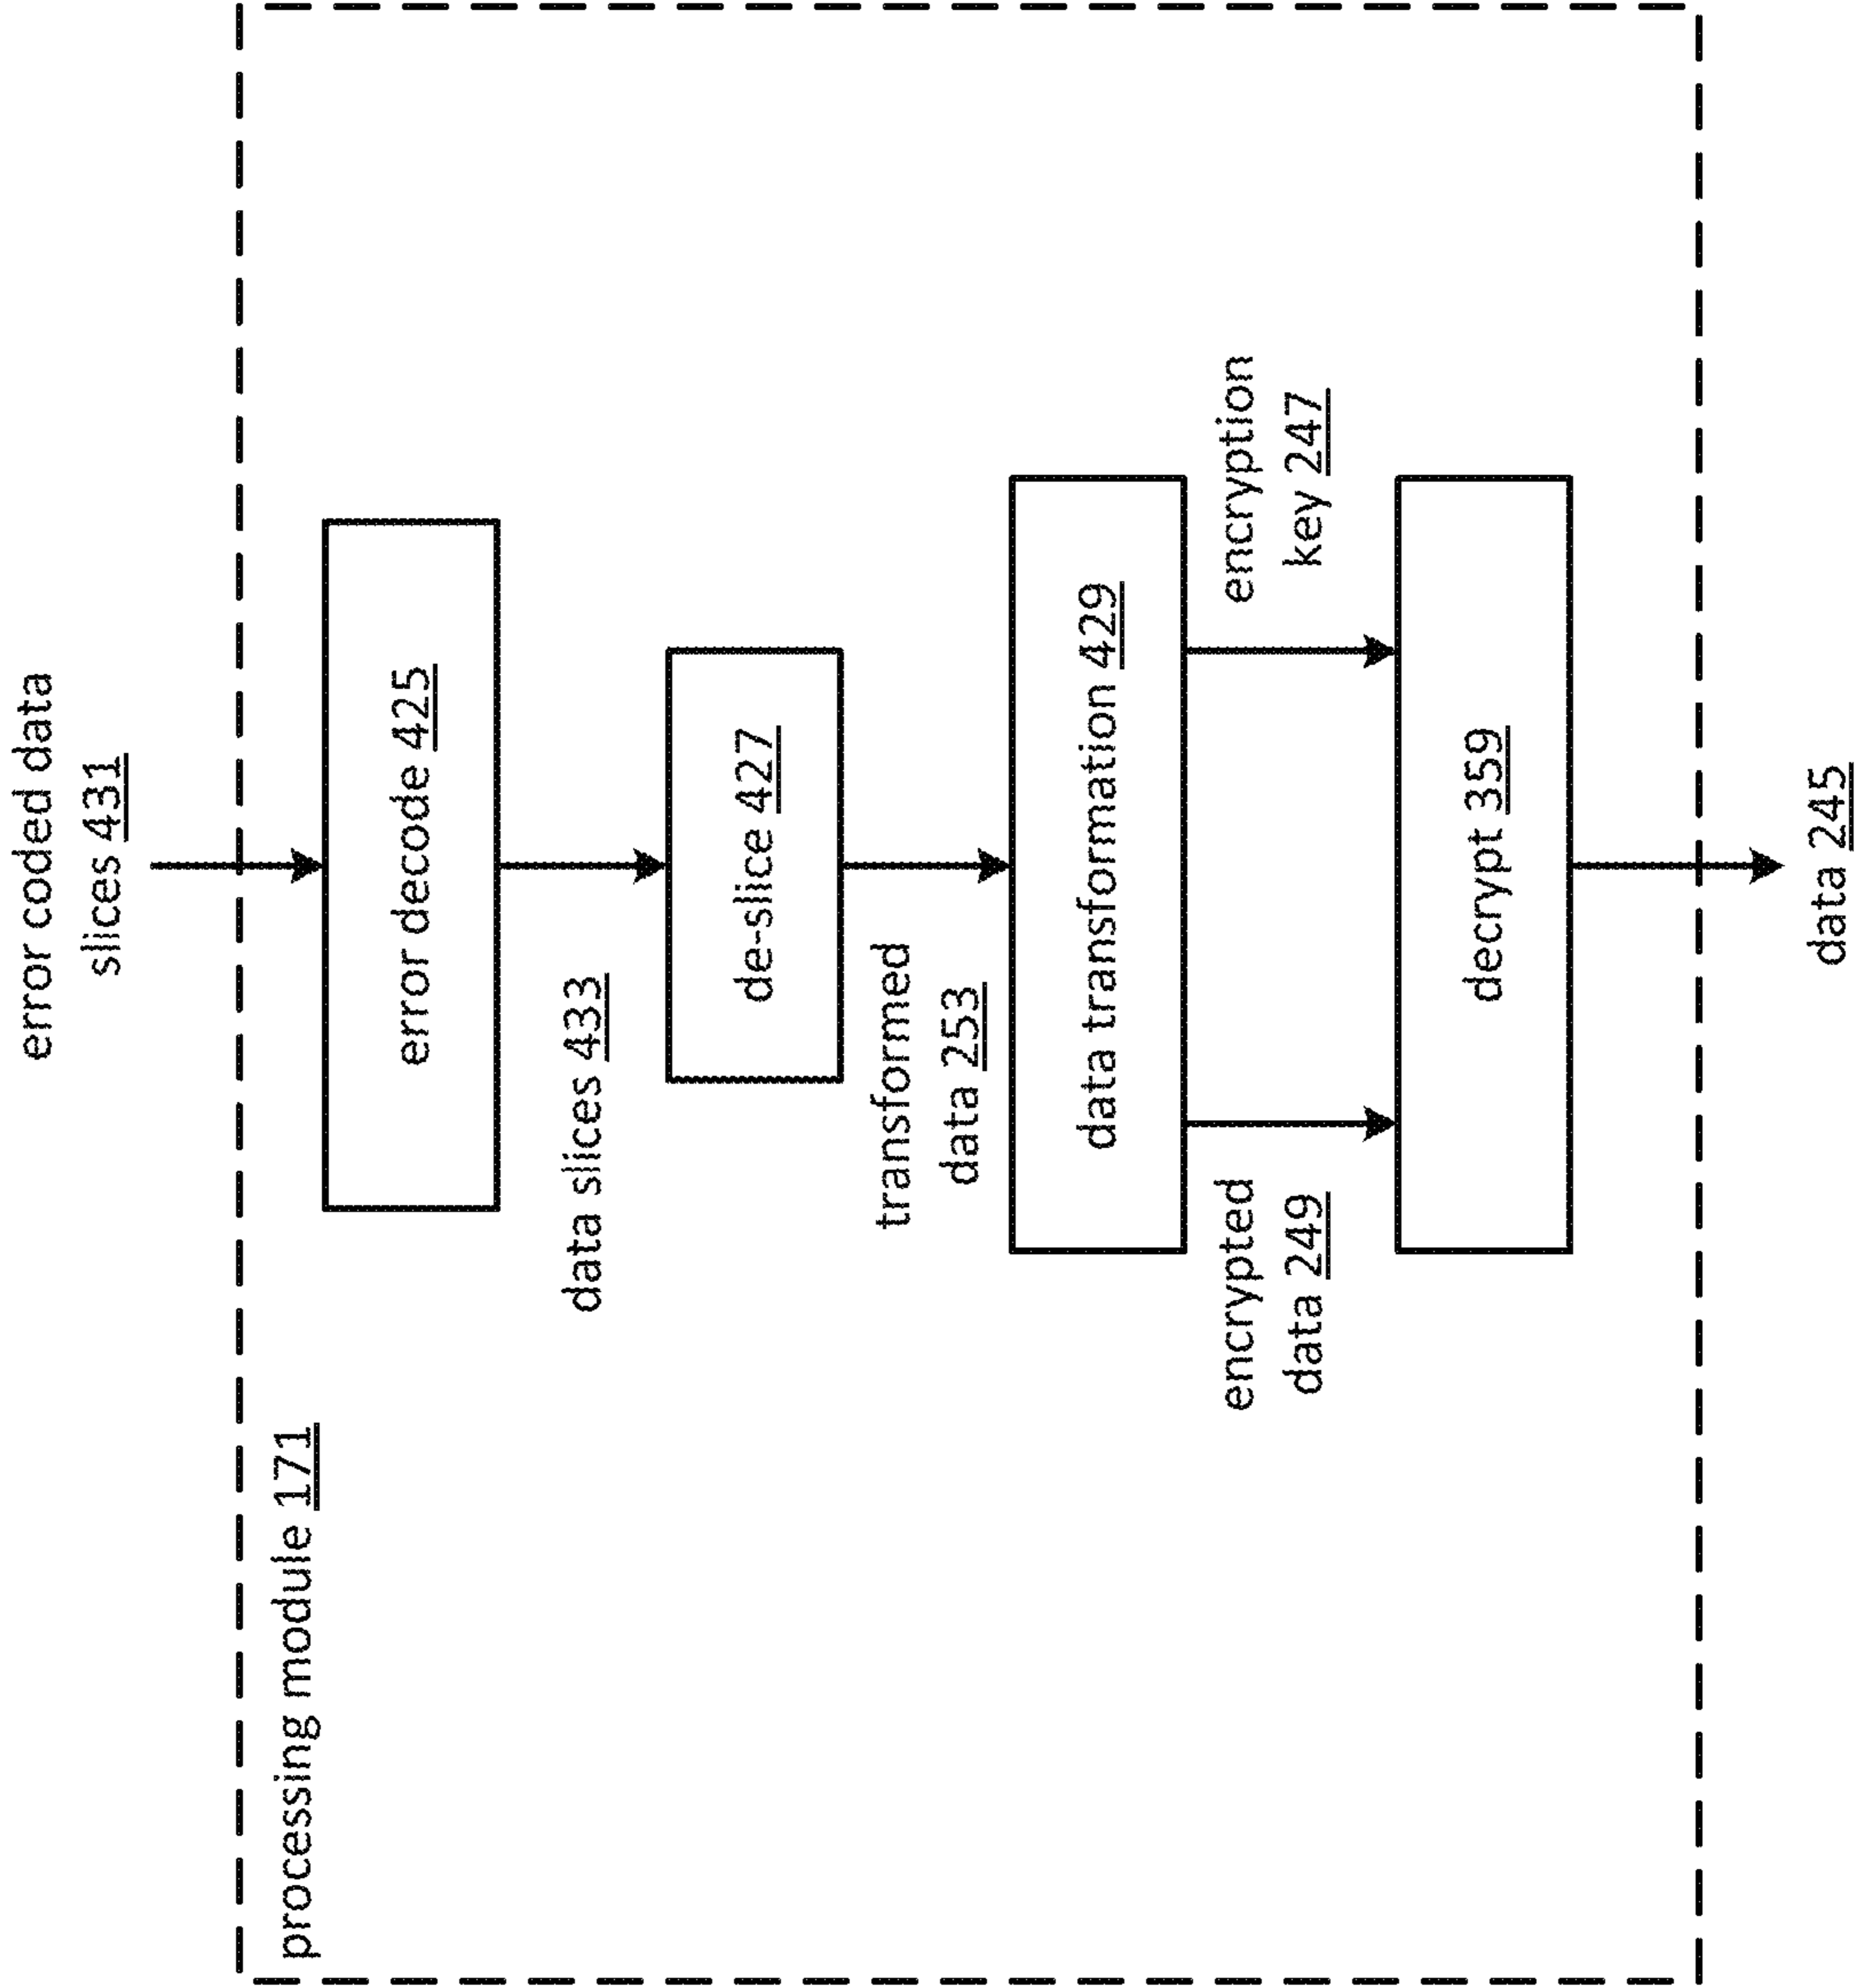 error coded data
slices 431
processing module 171
error decode 425
data slices 433
de-slice 427
transformed
data 253
data transformation 429
encrypted
data 249
encryption
key 247
decrypt 359
data 245